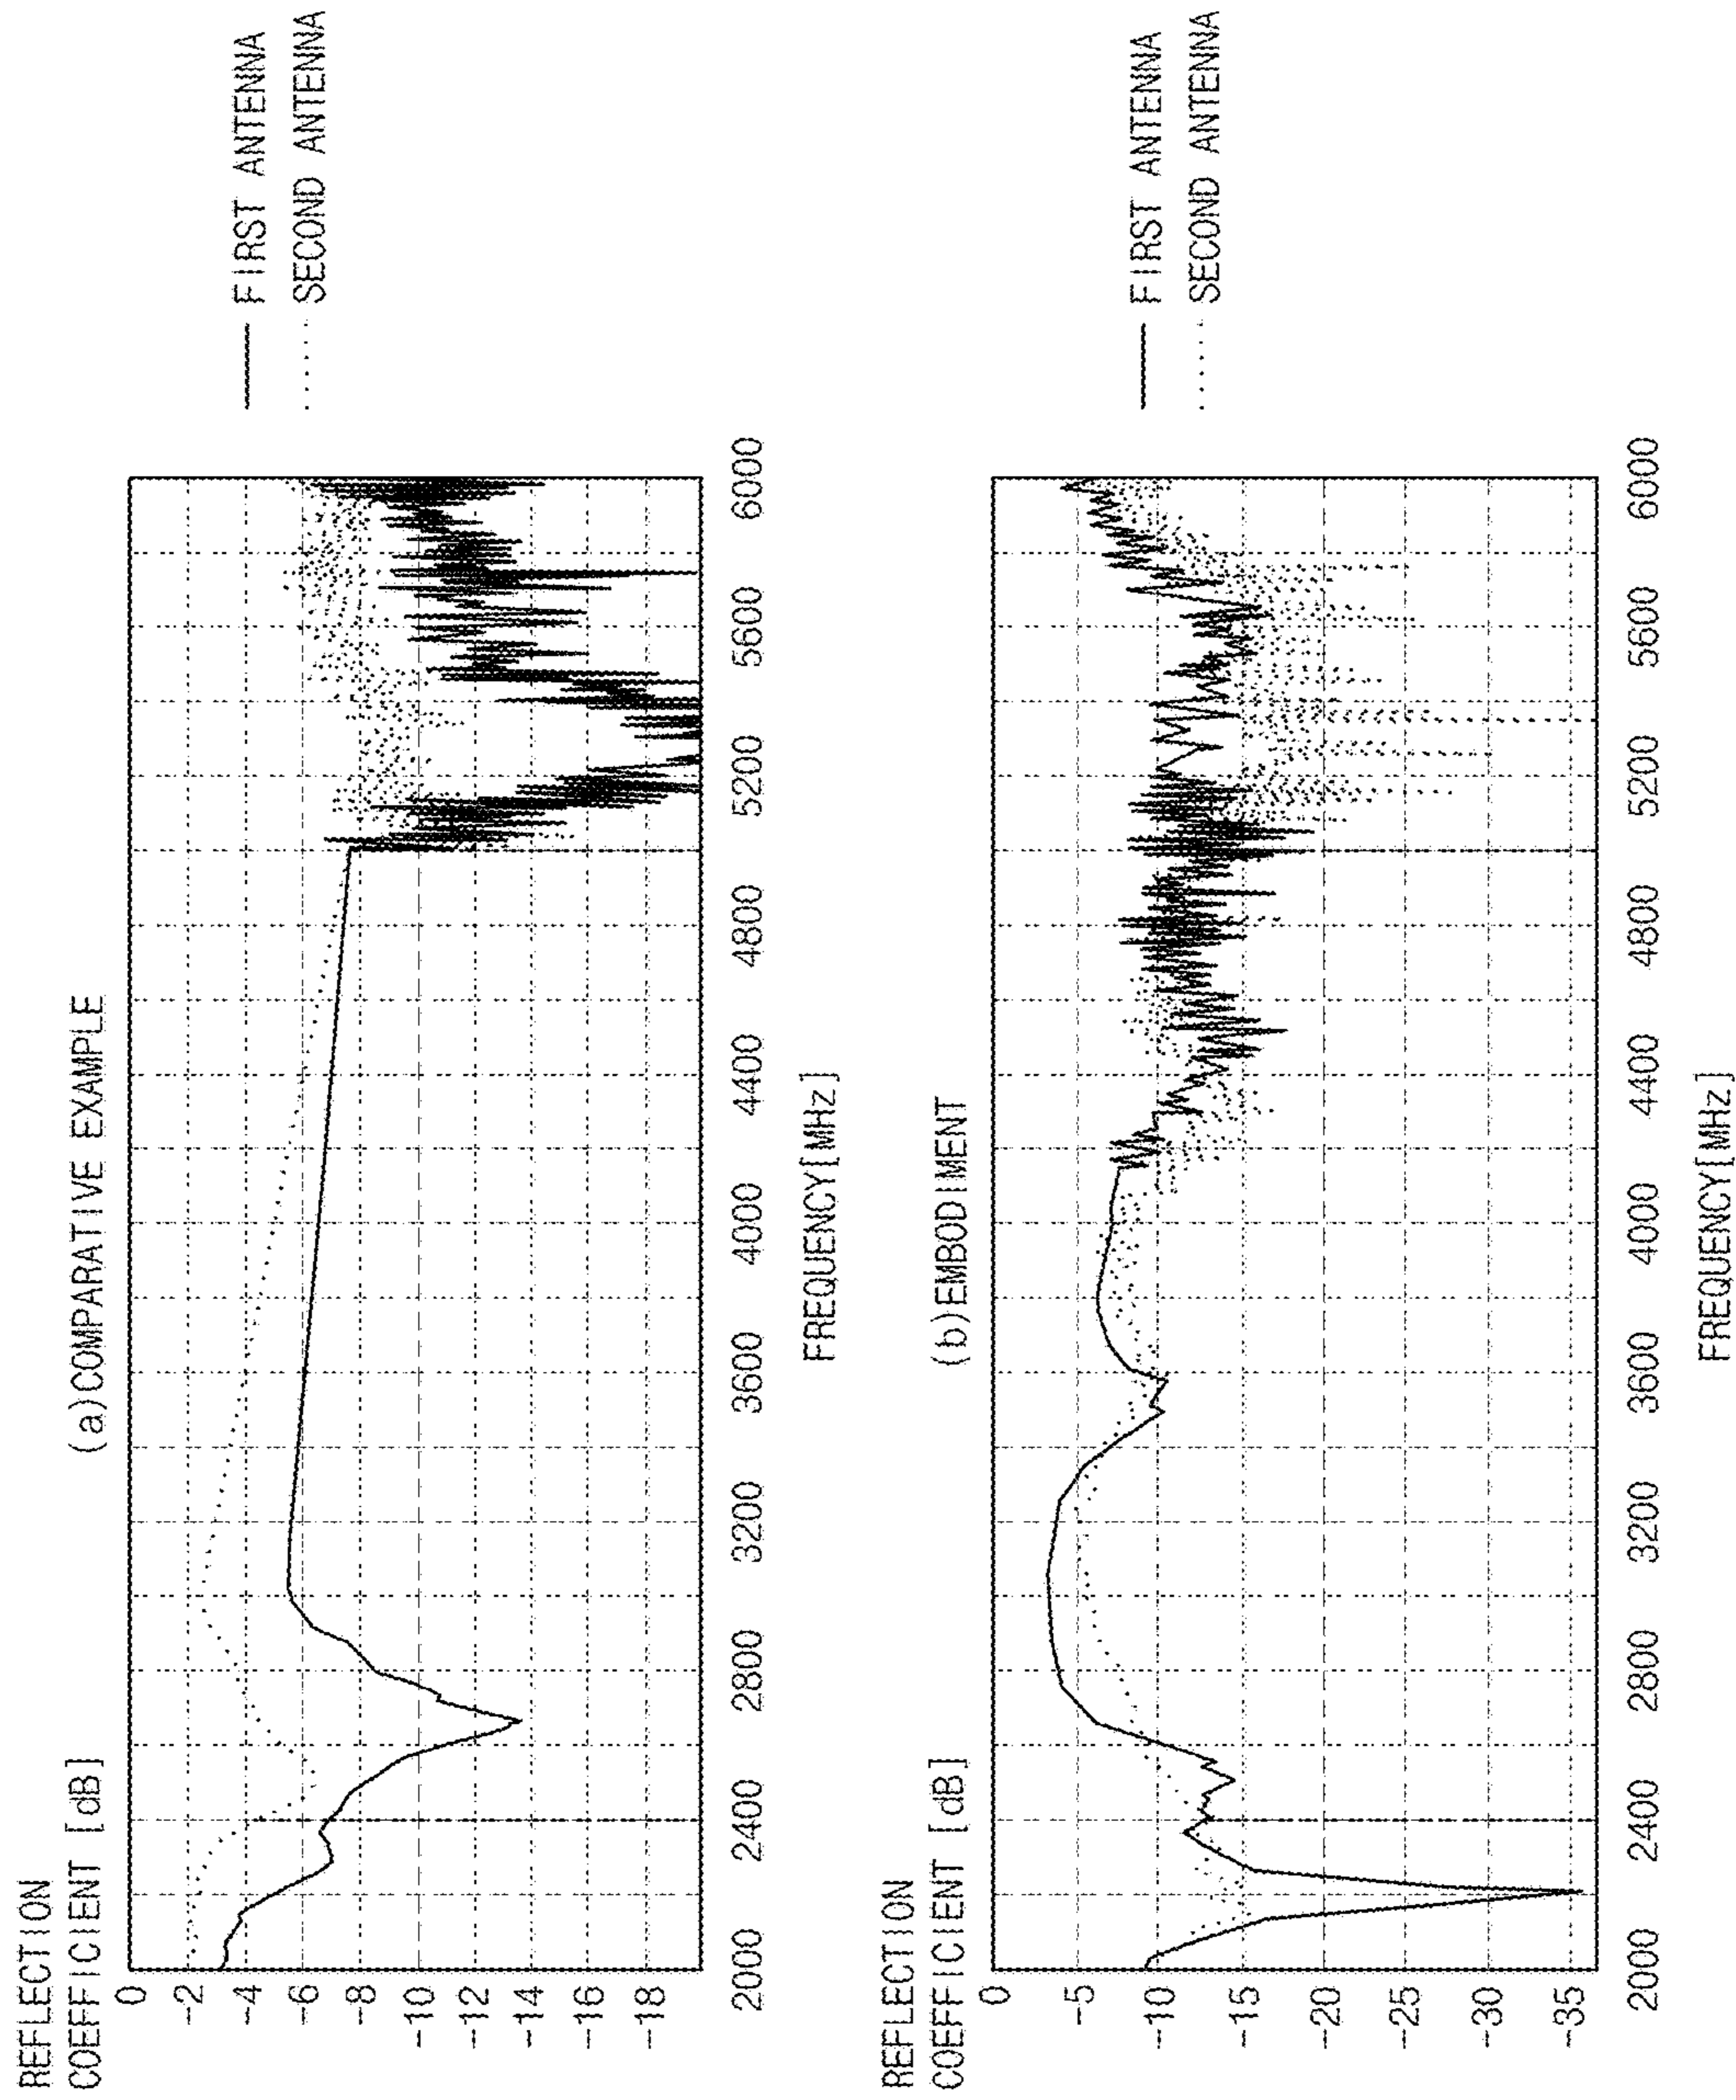 (a)COMPARATIVE EXAMPLE
REFLECTION
COEFFICIENT [dB]
0
-2
-4
-6
-8
-10
-12
-14
-16
-18
2000 2400 2800 3200 3600 4000 4400 4800 5200 5600 6000
FREQUENCY[MHz]
FIRST ANTENNA
SECOND ANTENNA
(b)EMBODIMENT
REFLECTION
COEFFICIENT [dB]
0
-5
-10
-15
-20
-25
-30
-35
2000 2400 2800 3200 3600 4000 4400 4800 5200 5600 6000
FREQUENCY[MHz]
FIRST ANTENNA
SECOND ANTENNA